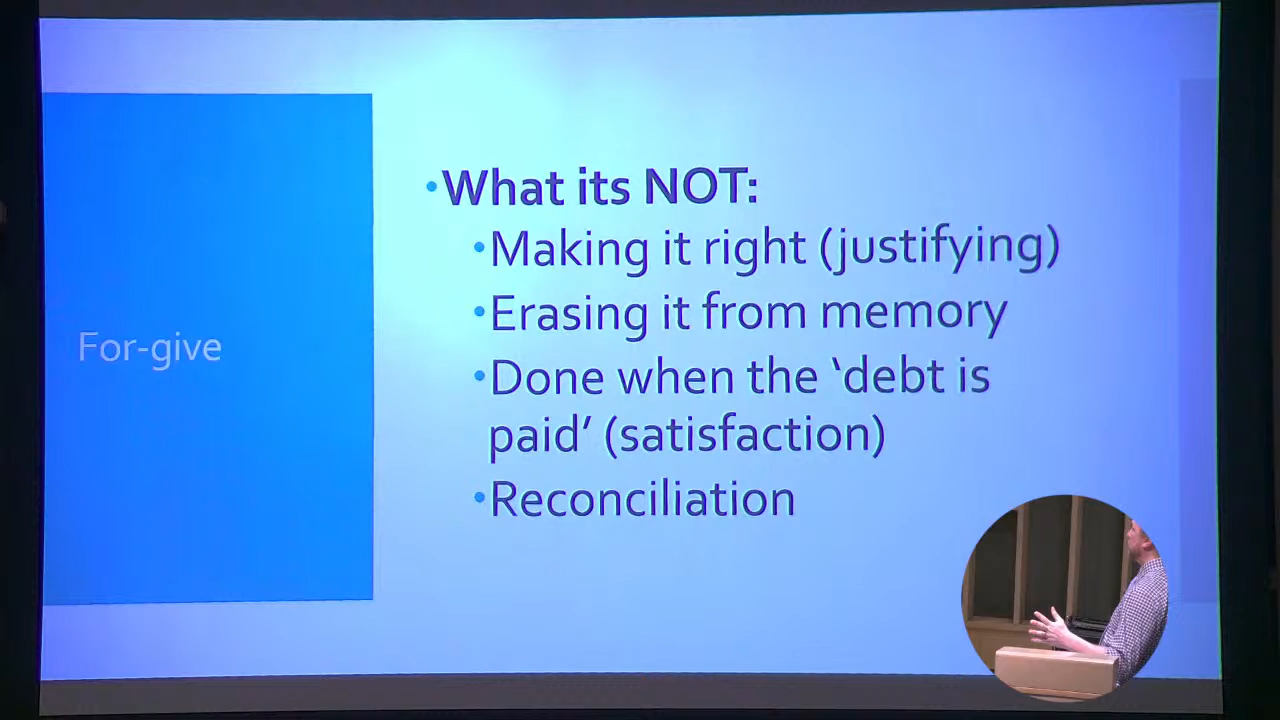 For-give
•What its NOT:
•Making it right (justifying)
•Erasing it from memory
•Done when the ‘debt is
paid’ (satisfaction)
•Reconciliation